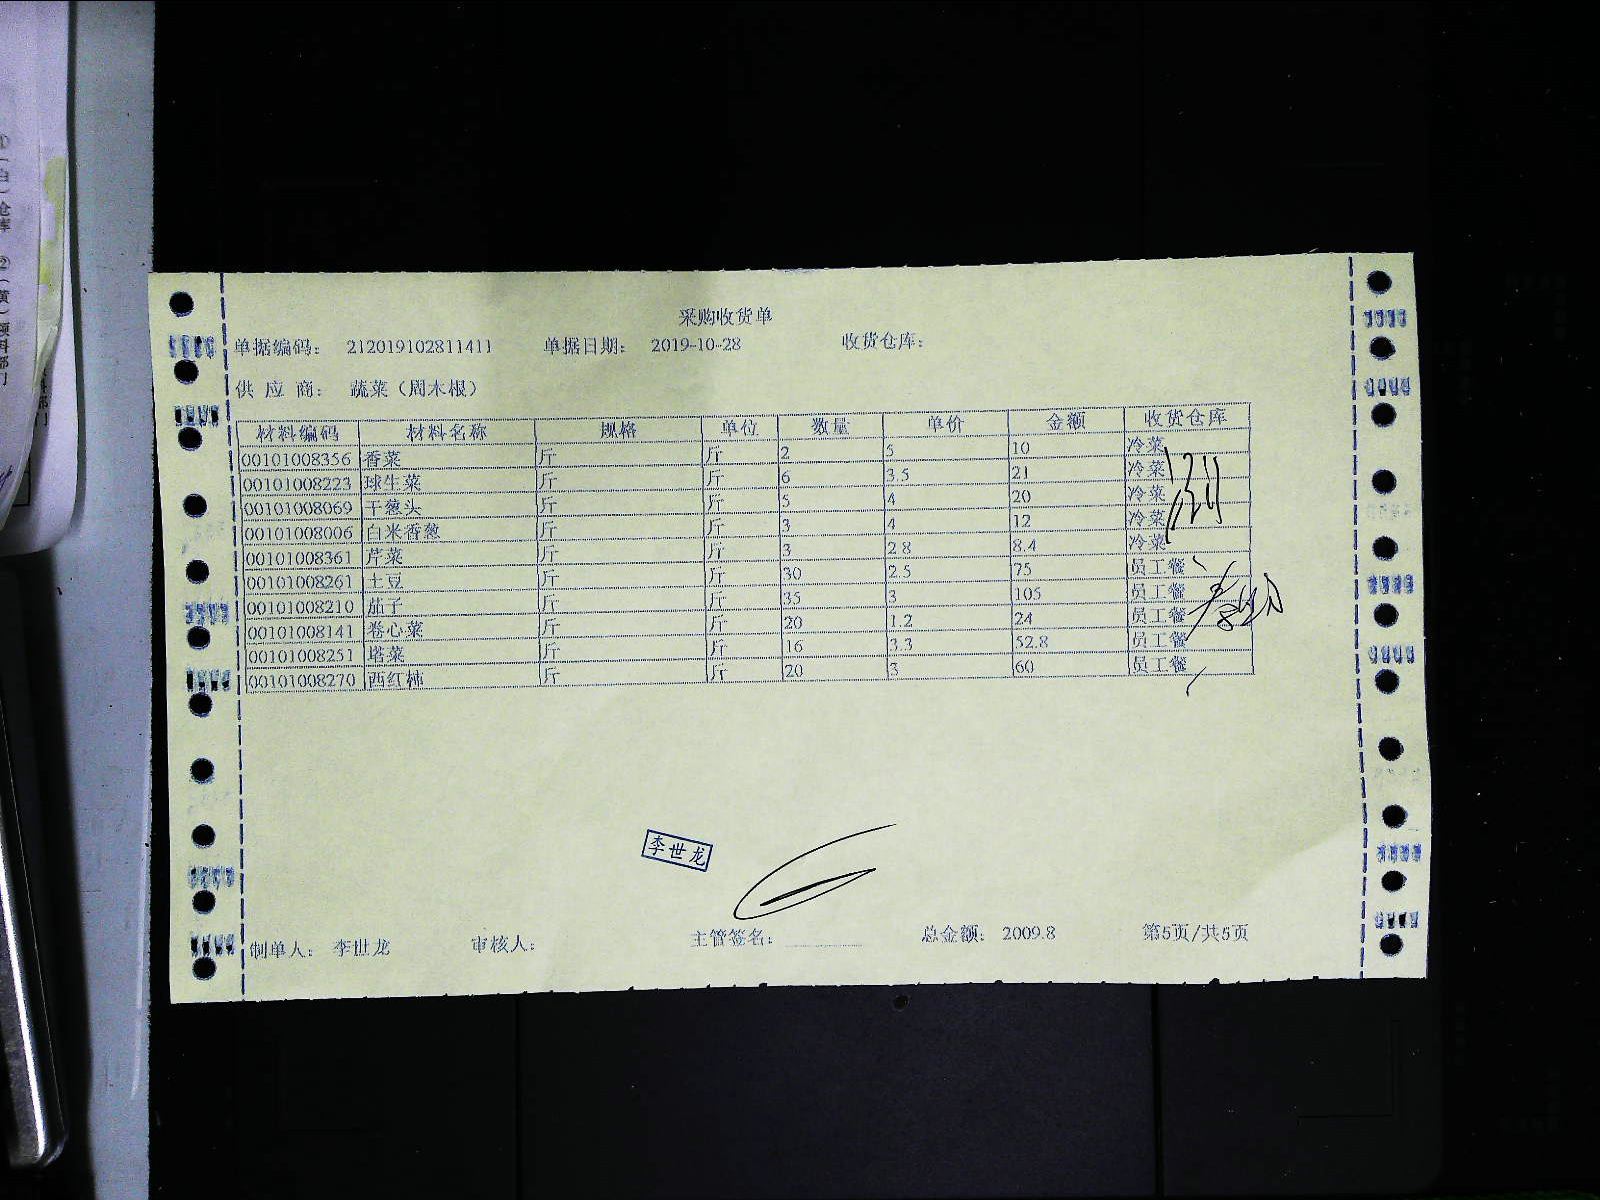 采购收货单
单据编码： 212019102811411 单据日期： 2019-10-28 收货仓库：
供 应 商： 蔬菜（周木根）
材料编码 材料名称 规格 单位 数量 单价 金额 收货仓库
00101008356 香菜 斤 斤 2 5 10 冷菜
00101008223 球生菜 斤 斤 6 3.5 21 冷菜
00101008069 干葱头 斤 斤 5 4 20 冷菜
00101008006 白米香葱 斤 斤 3 4 12 冷菜
00101008361 芹菜 斤 斤 3 2.8 8.4 冷菜
00101008261 土豆 斤 斤 30 2.5 75 员工餐
00101008210 茄子 斤 斤 35 3 105 员工餐
00101008141 卷心菜 斤 斤 20 1.2 24 员工餐
00101008251 塔菜 斤 斤 16 3.3 52.8 员工餐
00101008270 西红柿 斤 斤 20 3 60 员工餐
李世龙
制单人： 李世龙 审核人： 主管签名： 总金额： 2009.8 第5页/共5页